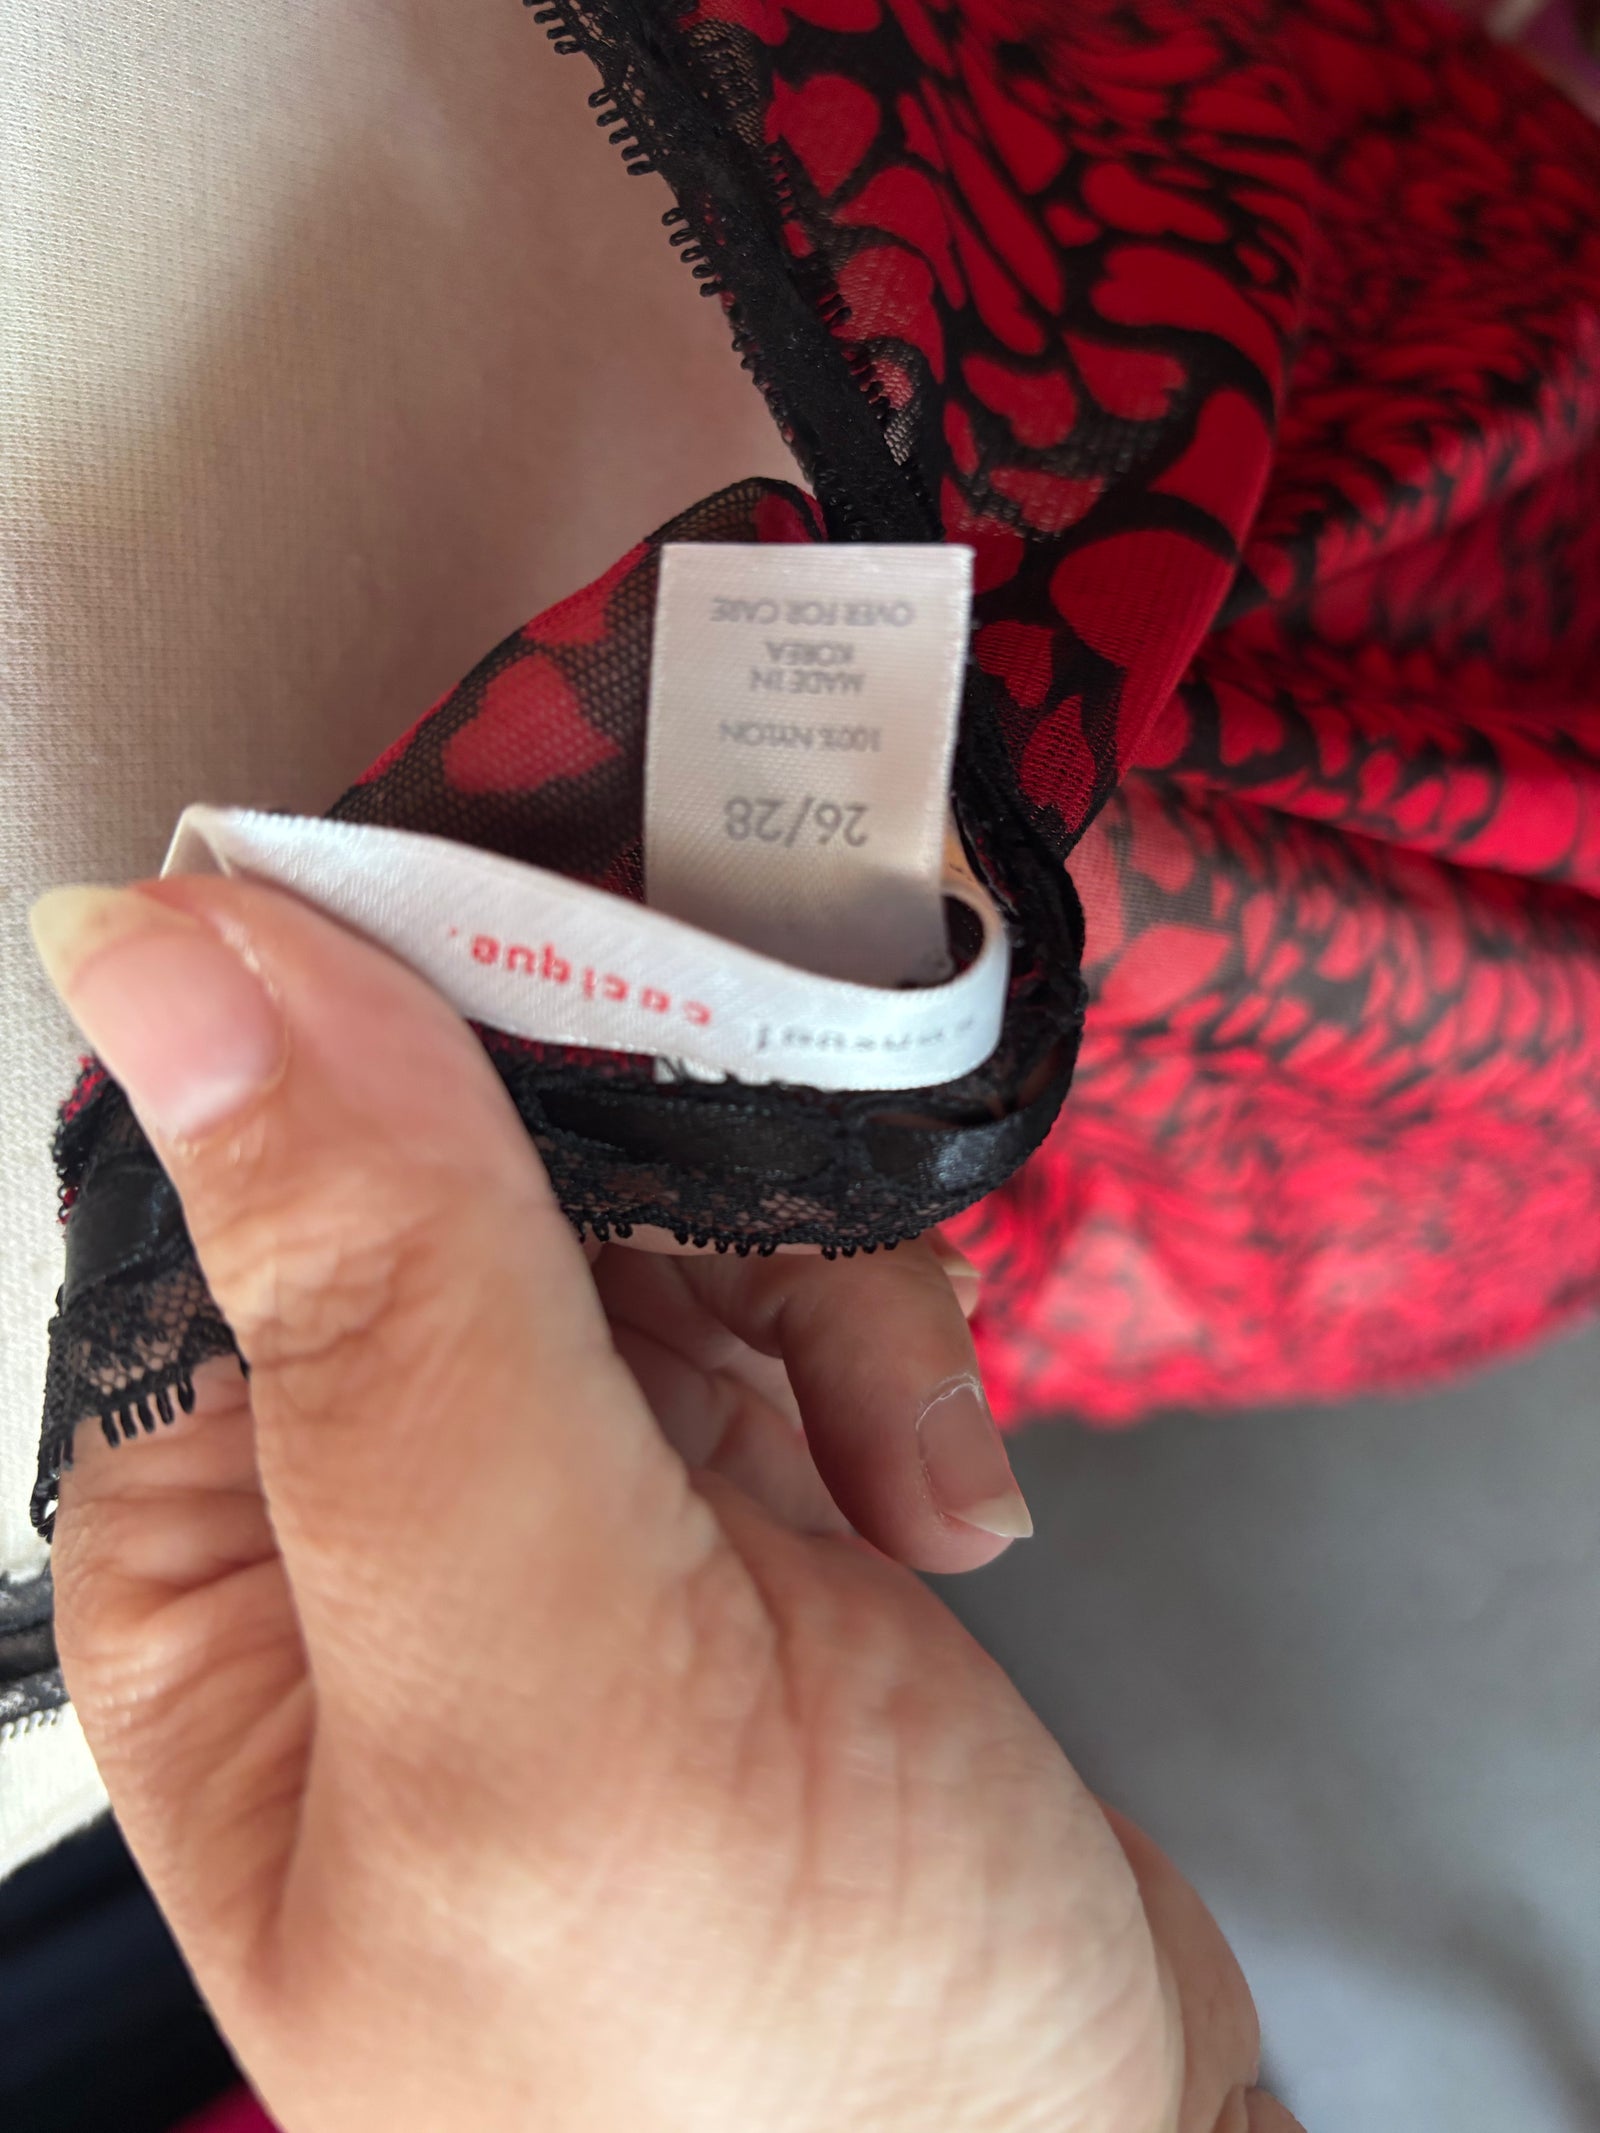 26/28
100% NYLON
MADE IN
KOREA
OVER FOR CARE
cacique.